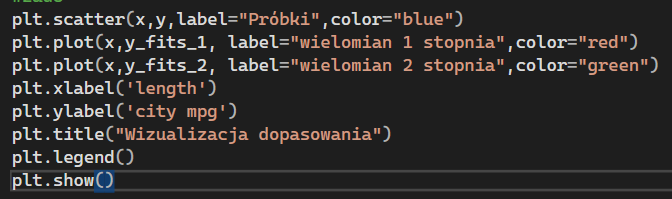 plt.scatter(x,y,label="Próbki",color="blue")
plt.plot(x,y_fits_1, label="wielomian 1 stopnia",color="red")
plt.plot(x,y_fits_2, label="wielomian 2 stopnia",color="green")
plt.xlabel('length')
plt.ylabel('city mpg')
plt.title("Wizualizacja dopasowania")
plt.legend()
plt.show()